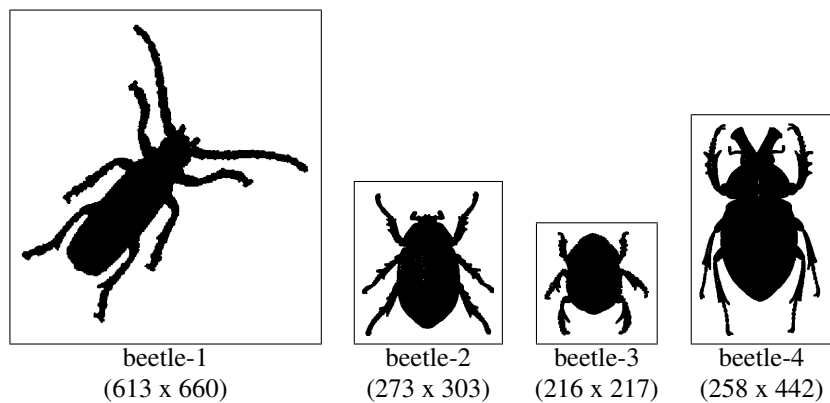 beetle-1
(613 x 660)
beetle-2
(273 x 303)
beetle-3
(216 x 217)
beetle-4
(258 x 442)